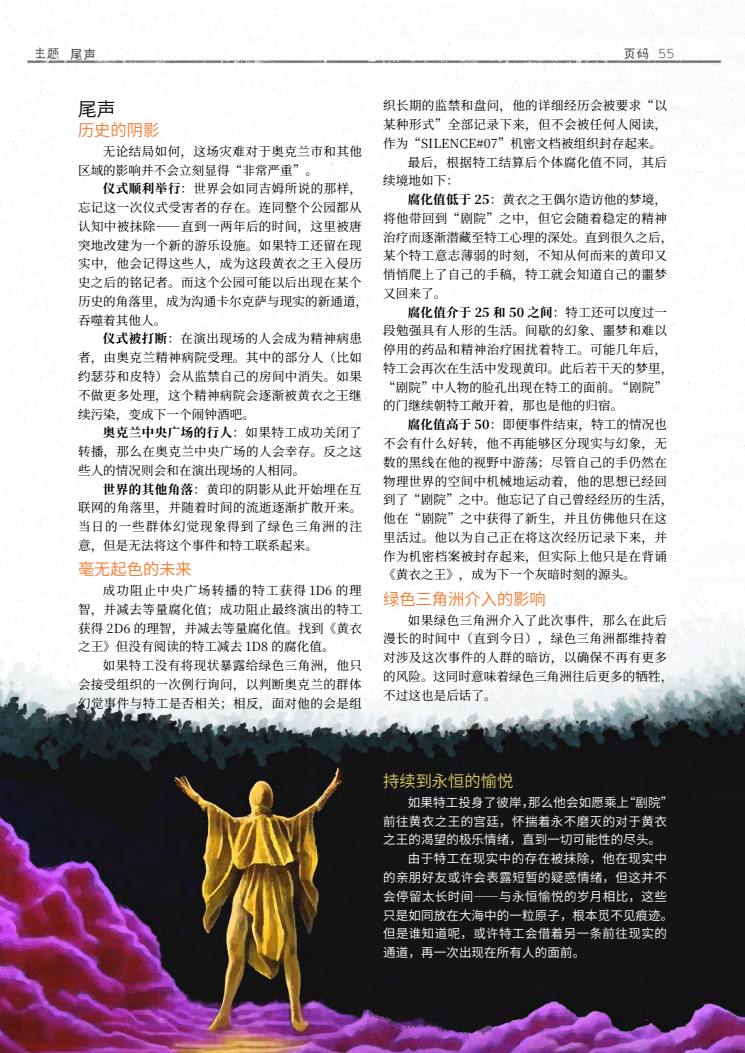 主题 尾声
页码 55
尾声
历史的阴影
无论结局如何，这场灾难对于奥克兰市和其他
区域的影响并不会立刻显得“非常严重”。
仪式顺利举行：世界会如同吉姆所说的那样，
忘记这一次仪式受害者的存在。连同整个公园都从
认知中被抹除——直到一两年后的时间，这里被唐
突地改建为一个新的游乐设施。如果特工还留在现
实中，他会记得这些人，成为这段黄衣之王入侵历
史之后的铭记者。而这个公园可能以后出现在某个
历史的角落里，成为沟通卡尔克萨与现实的新通道，
吞噬着其他人。
仪式被打断：在演出现场的人会成为精神病患
者，由奥克兰精神病院受理。其中的部分人（比如
约瑟芬和皮特）会从监禁自己的房间中消失。如果
不做更多处理，这个精神病院会逐渐被黄衣之王继
续污染，变成下一个闹钟酒吧。
奥克兰中央广场的行人：如果特工成功关闭了
转播，那么在奥克兰中央广场的人会幸存。反之这
些人的情况则会和在演出现场的人相同。
世界的其他角落：黄印的阴影从此开始埋在互
联网的角落里，并随着时间的流逝逐渐扩散开来。
当日的一些群体幻觉现象得到了绿色三角洲的注
意，但是无法将这个事件和特工联系起来。
毫无起色的未来
成功阻止中央广场转播的特工获得 1D6 的理
智，并减去等量腐化值；成功阻止最终演出的特工
获得 2D6 的理智，并减去等量腐化值。找到《黄衣
之王》但没有阅读的特工减去 1D8 的腐化值。
如果特工没有将现状暴露给绿色三角洲，他只
会接受组织的一次例行询问，以判断奥克兰的群体
幻觉事件与特工是否相关；相反，面对他的会是组
织长期的监禁和盘问，他的详细经历会被要求“以
某种形式”全部记录下来，但不会被任何人阅读，
作为“SILENCE#07”机密文档被组织封存起来。
最后，根据特工结算后个体腐化值不同，其后
续境地如下：
腐化值低于 25：黄衣之王偶尔造访他的梦境，
将他带回到“剧院”之中，但它会随着稳定的精神
治疗而逐渐潜藏至特工心理的深处。直到很久之后，
某个特工意志薄弱的时刻，不知从何而来的黄印又
悄悄爬上了自己的手稿，特工就会知道自己的噩梦
又回来了。
腐化值介于 25 和 50 之间：特工还可以度过一
段勉强具有人形的生活。间歇的幻象、噩梦和难以
停用的药品和精神治疗困扰着特工。可能几年后，
特工会再次在生活中发现黄印。此后若干天的梦里，
“剧院”中人物的脸孔出现在特工的面前。“剧院”
的门继续朝特工敞开着，那也是他的归宿。
腐化值高于 50：即便事件结束，特工的情况也
不会有什么好转，他不再能够区分现实与幻象，无
数的黑线在他的视野中游荡；尽管自己的手仍然在
物理世界的空间中机械地运动着，他的思想已经回
到了“剧院”之中。他忘记了自己曾经经历的生活，
他在“剧院”之中获得了新生，并且仿佛他只在这
里活过。他以为自己正在将这次经历记录下来，并
作为机密档案被封存起来，但实际上他只是在背诵
《黄衣之王》，成为下一个灰暗时刻的源头。
绿色三角洲介入的影响
如果绿色三角洲介入了此次事件，那么在此后
漫长的时间中（直到今日），绿色三角洲都维持着
对涉及这次事件的人群的暗访，以确保不再有更多
的风险。这同时意味着绿色三角洲往后更多的牺牲，
不过这也是后话了。
持续到永恒的愉悦
如果特工投身了彼岸，那么他会如愿乘上“剧院”
前往黄衣之王的宫廷，怀揣着永不磨灭的对于黄衣
之王的渴望的极乐情绪，直到一切可能性的尽头。
由于特工在现实中的存在被抹除，他在现实中
的亲朋好友或许会表露短暂的疑惑情绪，但这并不
会停留太长时间——与永恒愉悦的岁月相比，这些
只是如同放在大海中的一粒原子，根本觅不见痕迹。
但是谁知道呢，或许特工会借着另一条前往现实的
通道，再一次出现在所有人的面前。